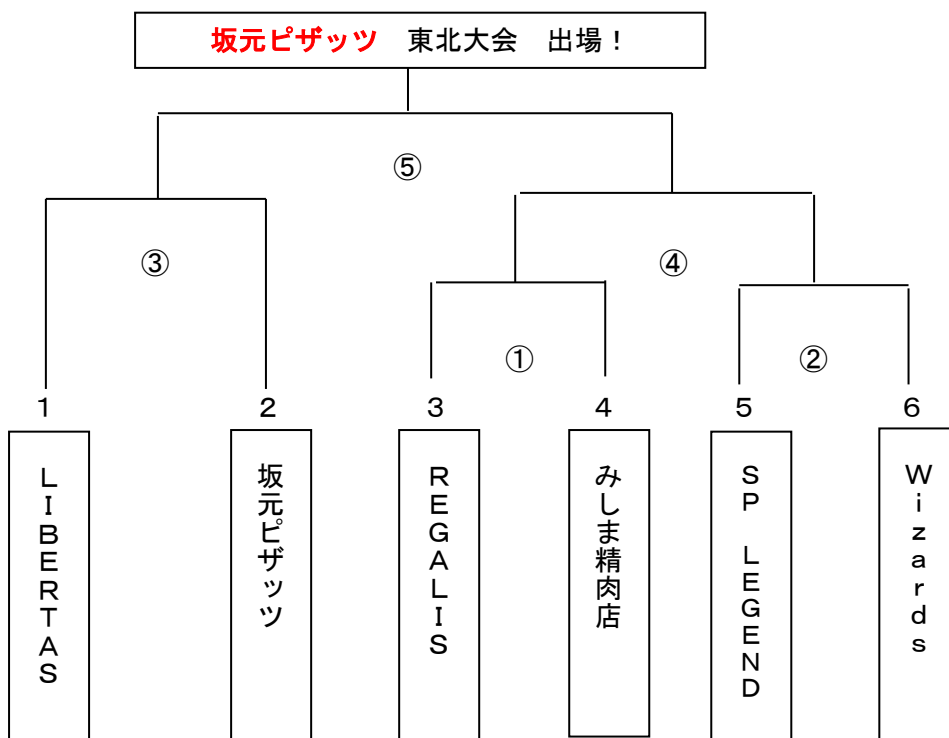 坂元ピザッツ　東北大会　出場！
⑤
③
④
①
②
１
２
３
４
５
６
ＬＩＢＥＲＴＡＳ
坂元ピザッツ
ＲＥＧＡＬＩＳ
みしま精肉店
ＳＰ　ＬＥＧＥＮＤ
Ｗｉｚａｒｄｓ